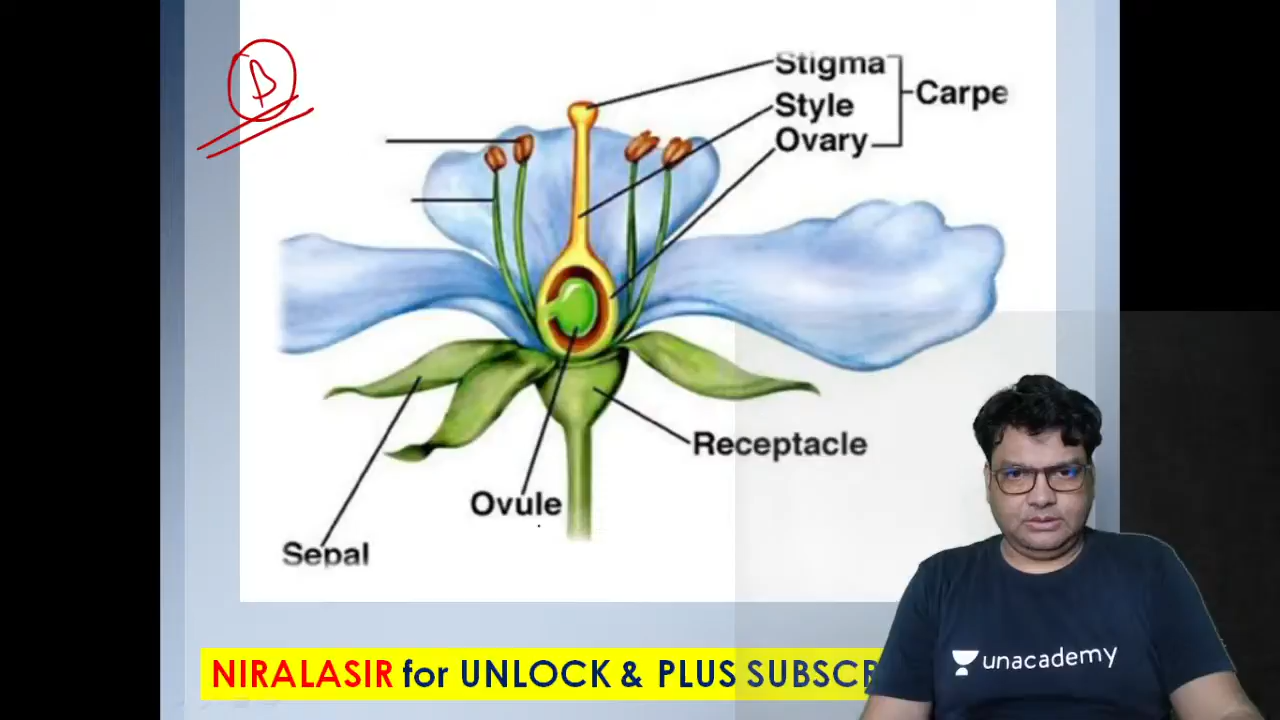 B
Stigma
Style
Ovary
Carpe
Receptacle
Ovule
Sepal
unacademy
NIRALASIR for UNLOCK & PLUS SUBSCR